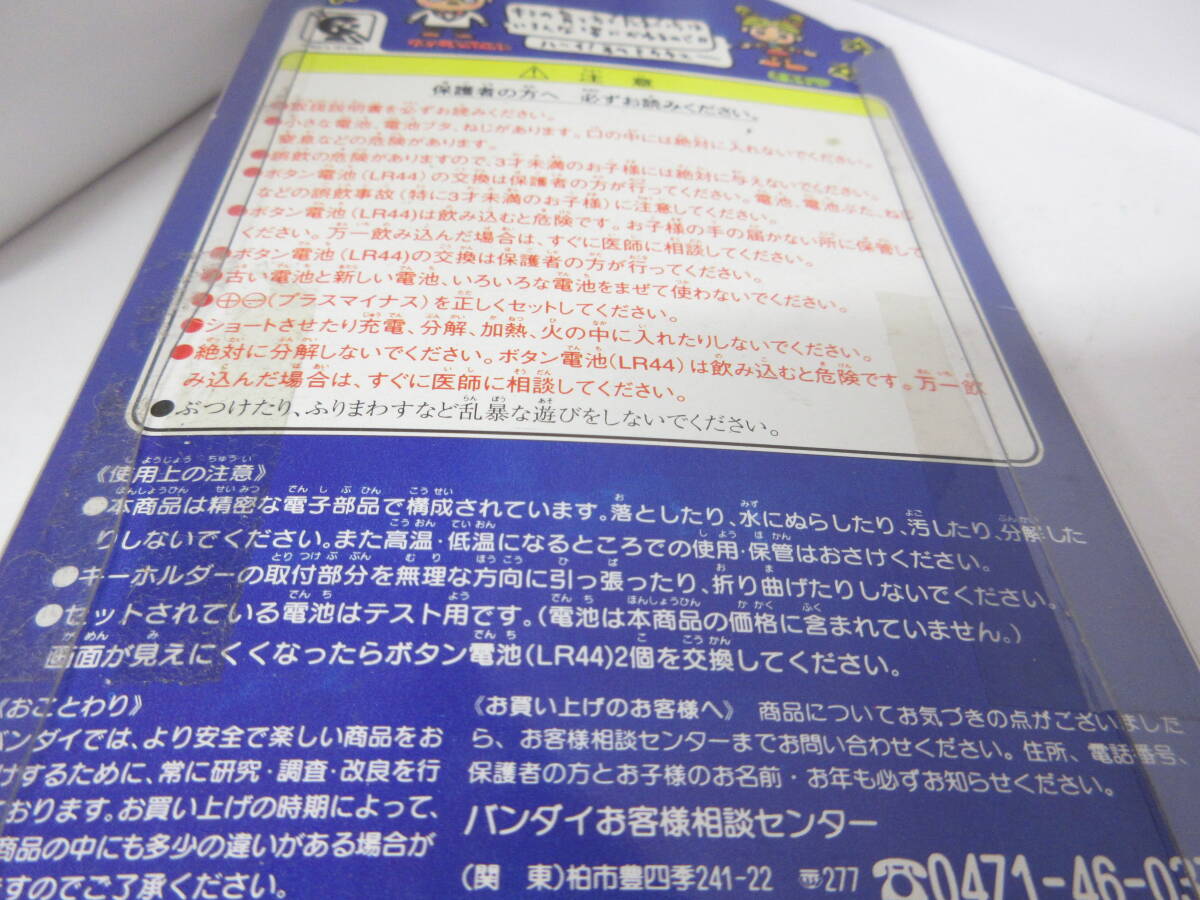 ⚠ 注意
保護者の方へ 必ずお読みください。
●取扱説明書を必ずお読みください。
●小さな電池、電池ブタ、ねじがあります。口の中には絶対に入れないでください。
窒息などの危険があります。
●誤飲の危険がありますので、3才未満のお子様には絶対に与えないでください。
●ボタン電池(LR44)の交換は保護者の方が行ってください。電池、電池ぶた、ねじ
などの誤飲事故(特に3才未満のお子様)に注意してください。
●ボタン電池(LR44)は飲み込むと危険です。お子様の手の届かない所に保管して
ください。万一飲み込んだ場合は、すぐに医師に相談してください。
●ボタン電池(LR44)の交換は保護者の方が行ってください。
●古い電池と新しい電池、いろいろな電池をまぜて使わないでください。
●⊕⊖(プラスマイナス)を正しくセットしてください。
●ショートさせたり充電、分解、加熱、火の中に入れたりしないでください。
●絶対に分解しないでください。ボタン電池(LR44)は飲み込むと危険です。万一飲
み込んだ場合は、すぐに医師に相談してください。
●ぶつけたり、ふりまわすなど乱暴な遊びをしないでください。
《使用上の注意》
●本商品は精密な電子部品で構成されています。落としたり、水にぬらしたり、汚したり、分解した
りしないでください。また高温・低温になるところでの使用・保管はおさけください。
●キーホルダーの取付部分を無理な方向に引っ張ったり、折り曲げたりしないでください。
●セットされている電池はテスト用です。(電池は本商品の価格に含まれていません。)
画面が見えにくくなったらボタン電池(LR44)2個を交換してください。
《おことわり》
バンダイでは、より安全で楽しい商品をお
けするために、常に研究・調査・改良を行
ております。お買い上げの時期によって、
商品の中にも多少の違いがある場合が
ますのでご了承ください。
《お買い上げのお客様へ》 商品についてお気づきの点がございました
ら、お客様相談センターまでお問い合わせください。住所、電話番号、
保護者の方とお子様のお名前・お年も必ずお知らせください。
バンダイお客様相談センター
(関 東)柏市豊四季241-22 〒277 ☎0471-46-03